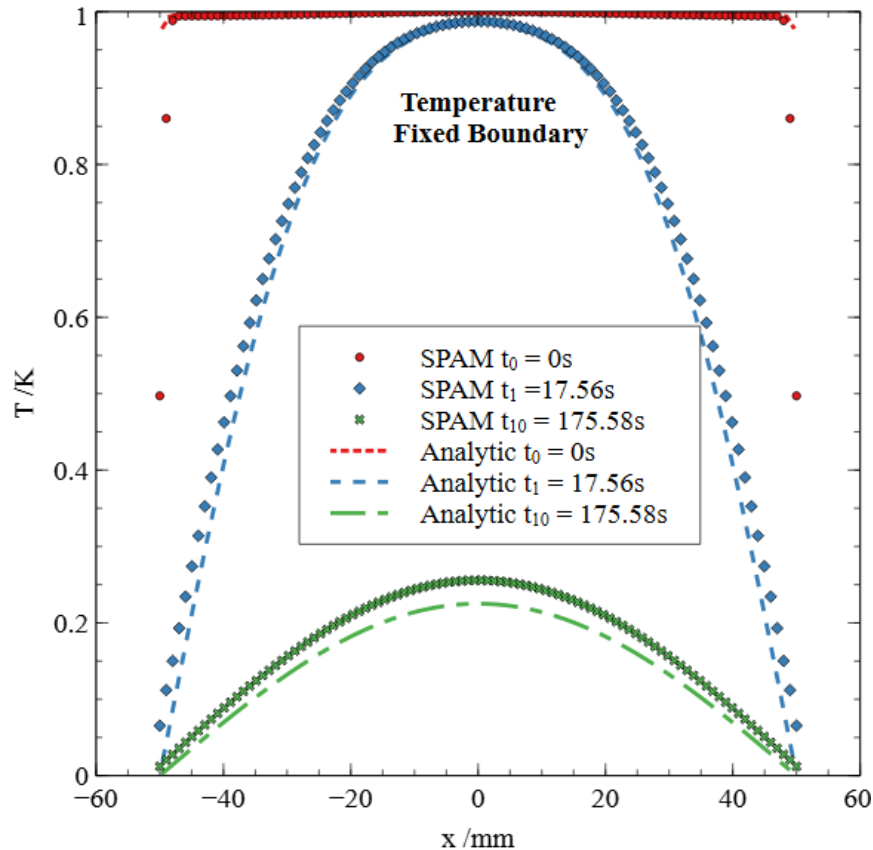 1
0.8
0.6
0.4
0.2
0
T /K
Temperature
Fixed Boundary
SPAM t₀ = 0s
SPAM t₁ =17.56s
SPAM t₁₀ = 175.58s
Analytic t₀ = 0s
Analytic t₁ = 17.56s
Analytic t₁₀ = 175.58s
−60 −40 −20 0 20 40 60
x /mm